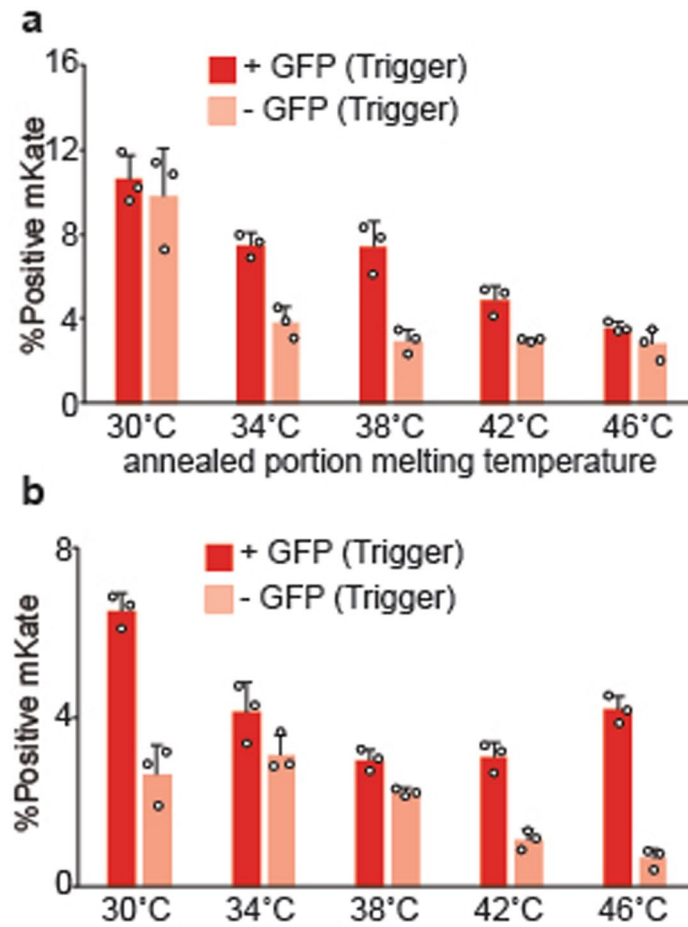 a
%Positive mKate
16
12
8
4
0
+ GFP (Trigger)
- GFP (Trigger)
30°C 34°C 38°C 42°C 46°C
annealed portion melting temperature
b
%Positive mKate
8
4
0
+ GFP (Trigger)
- GFP (Trigger)
30°C 34°C 38°C 42°C 46°C